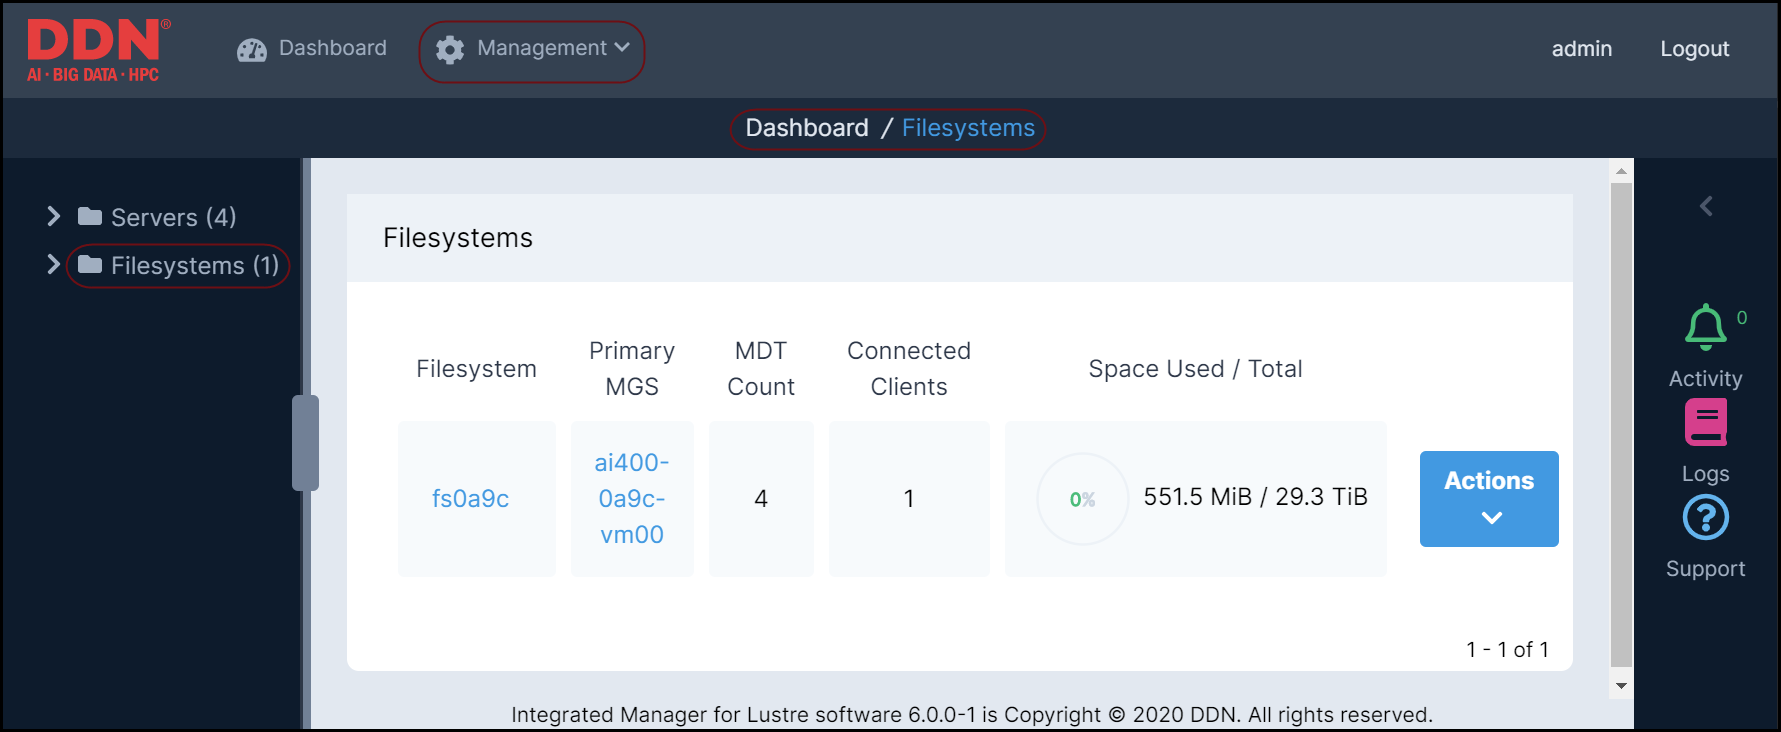 DDN®
AI · BIG DATA · HPC
Dashboard
Management
admin
Logout
Dashboard / Filesystems
Servers (4)
Filesystems (1)
Filesystems
Filesystem
Primary
MGS
MDT
Count
Connected
Clients
Space Used / Total
fs0a9c
ai400-
0a9c-
vm00
4
1
0%
551.5 MiB / 29.3 TiB
Actions
1 - 1 of 1
0
Activity
Logs
?
Support
Integrated Manager for Lustre software 6.0.0-1 is Copyright © 2020 DDN. All rights reserved.